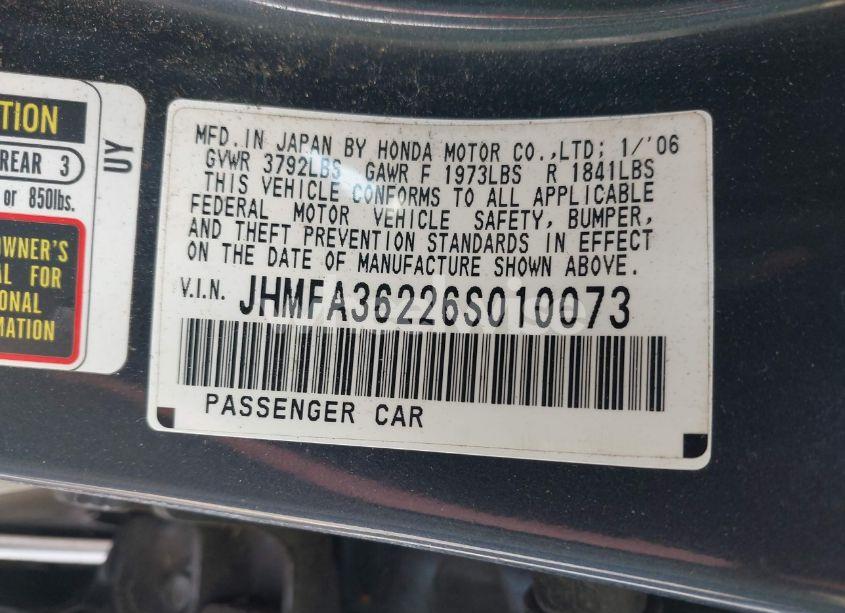 TION
REAR 3
or 850lbs.
OWNER'S
AL FOR
IONAL
MATION
UY
MFD.IN JAPAN BY HONDA MOTOR CO.,LTD; 1/'06
GVWR 3792LBS GAWR F 1973LBS R 1841LBS
THIS VEHICLE CONFORMS TO ALL APPLICABLE
FEDERAL MOTOR VEHICLE SAFETY, BUMPER,
AND THEFT PREVENTION STANDARDS IN EFFECT
ON THE DATE OF MANUFACTURE SHOWN ABOVE.
V.I.N. JHMFA36226S010073
PASSENGER CAR